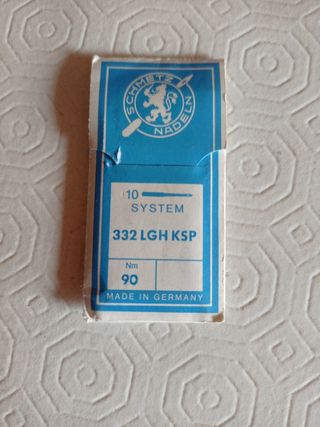 SCHMETZ
NADELN
10
SYSTEM
332 LGH KSP
Nm
90
MADE IN GERMANY